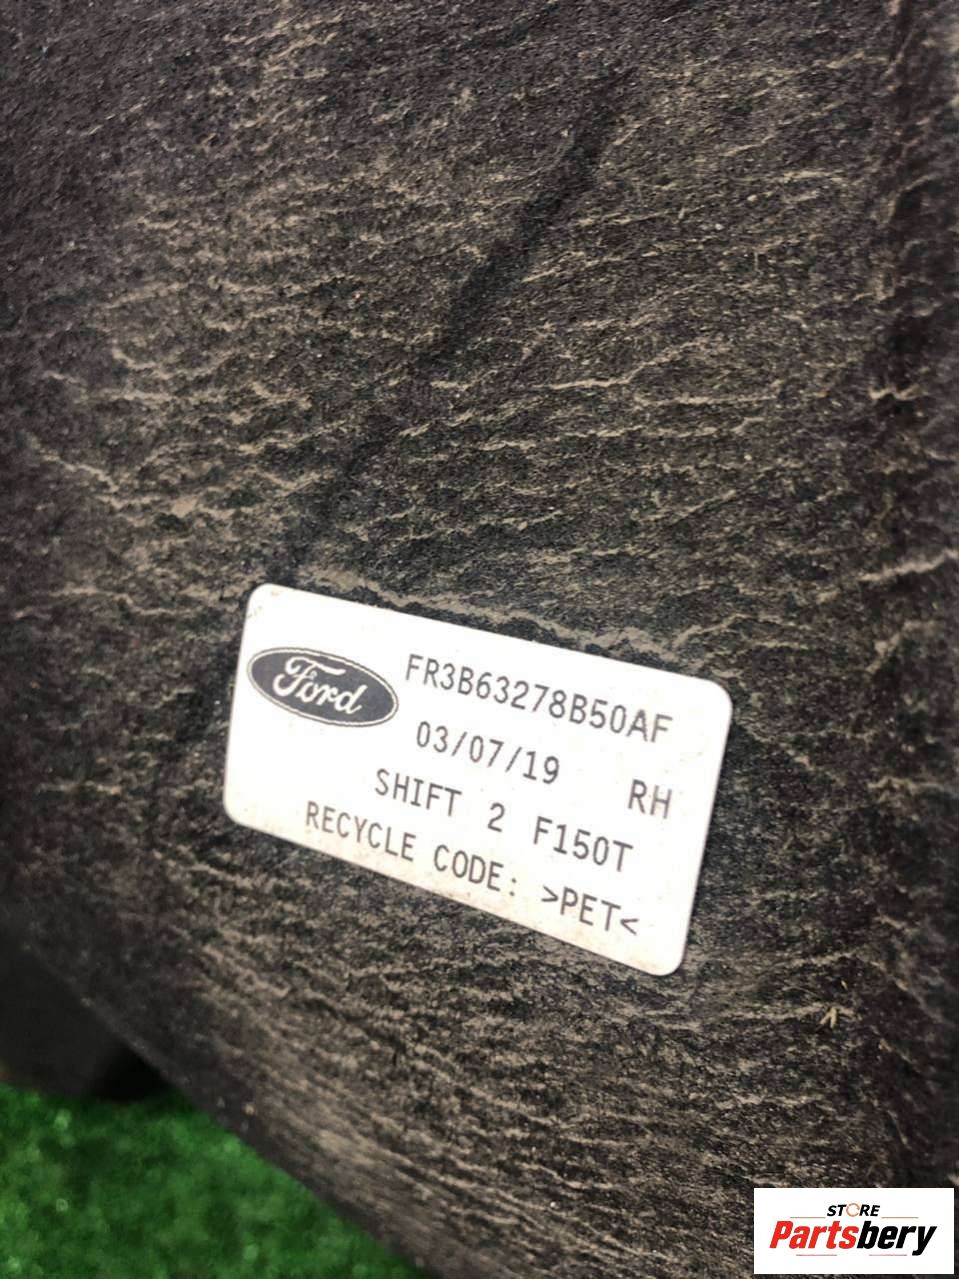 Ford FR3B63278B50AF
03/07/19 RH
SHIFT 2 F150T
RECYCLE CODE: >PET<
STORE
Partsbery